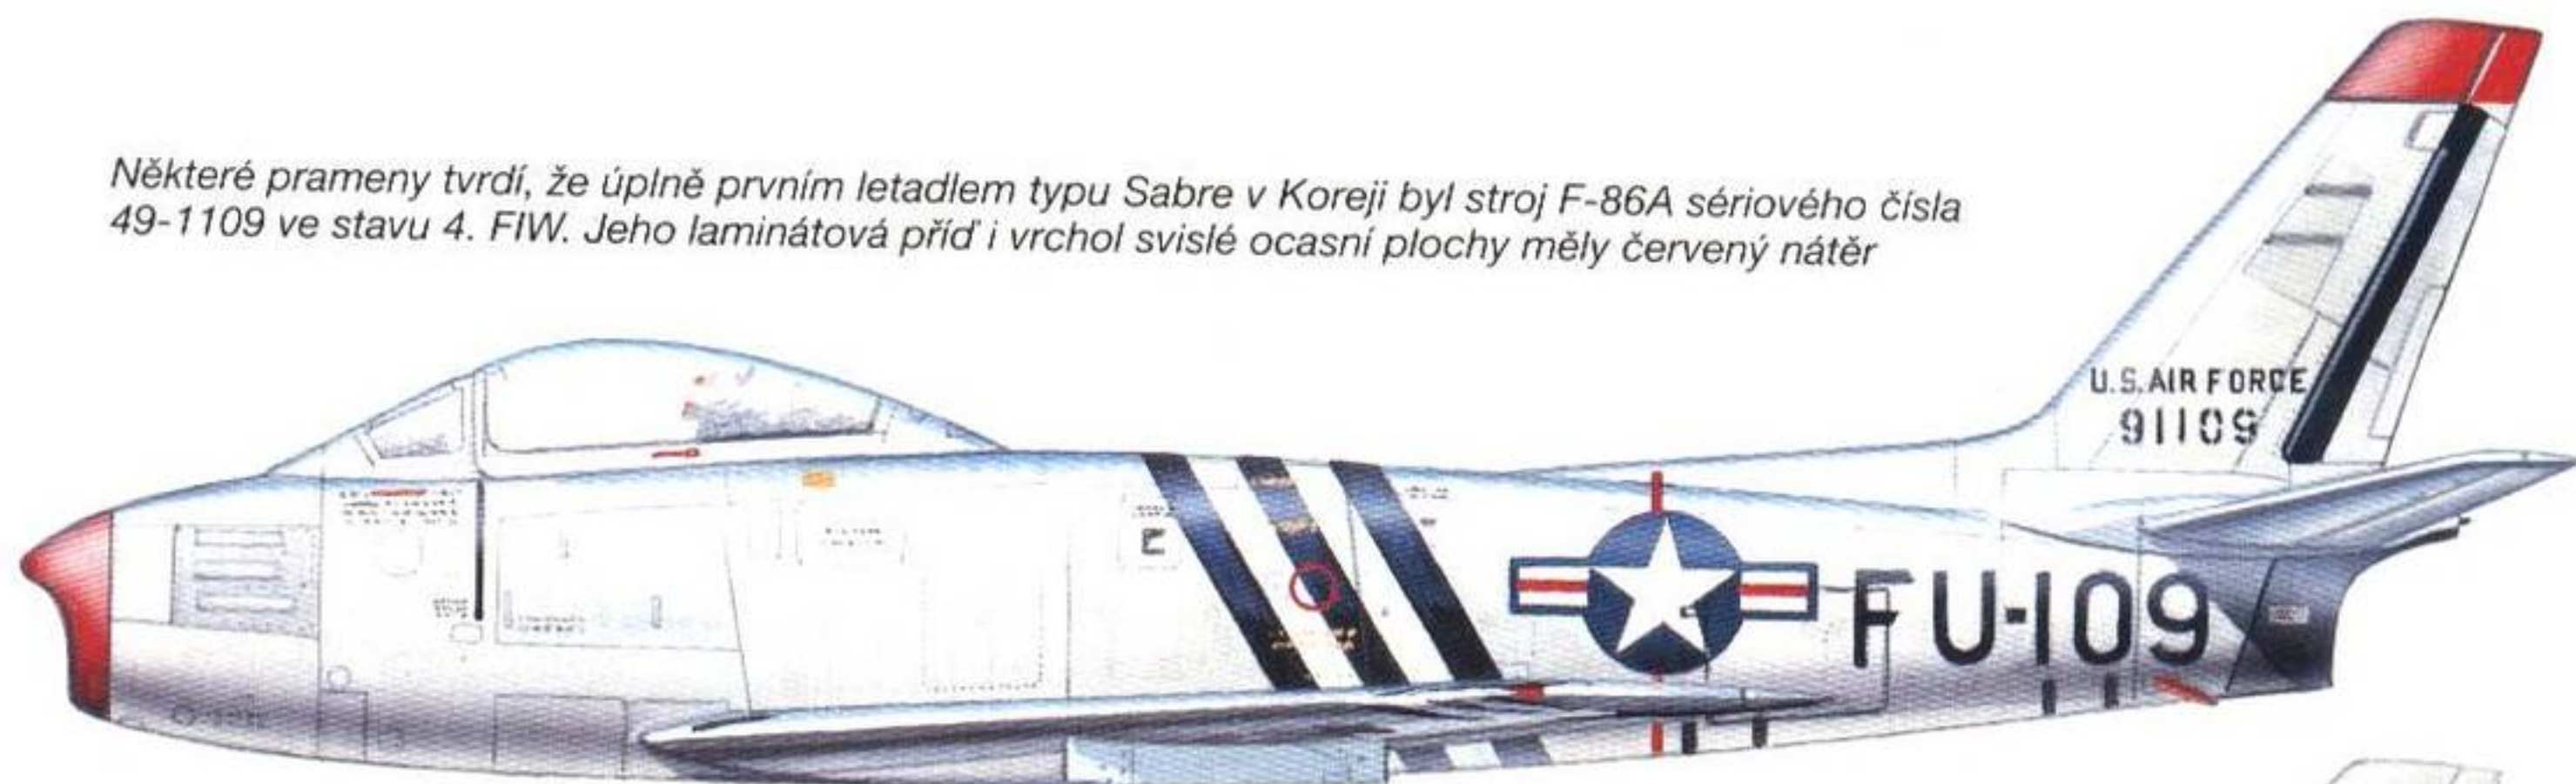 Některé prameny tvrdí, že úplně prvním letadlem typu Sabre v Koreji byl stroj F-86A sériového čísla
49-1109 ve stavu 4. FIW. Jeho laminátová příď i vrchol svislé ocasní plochy měly červený nátěr
U.S.AIR FORCE
91109
FU-109